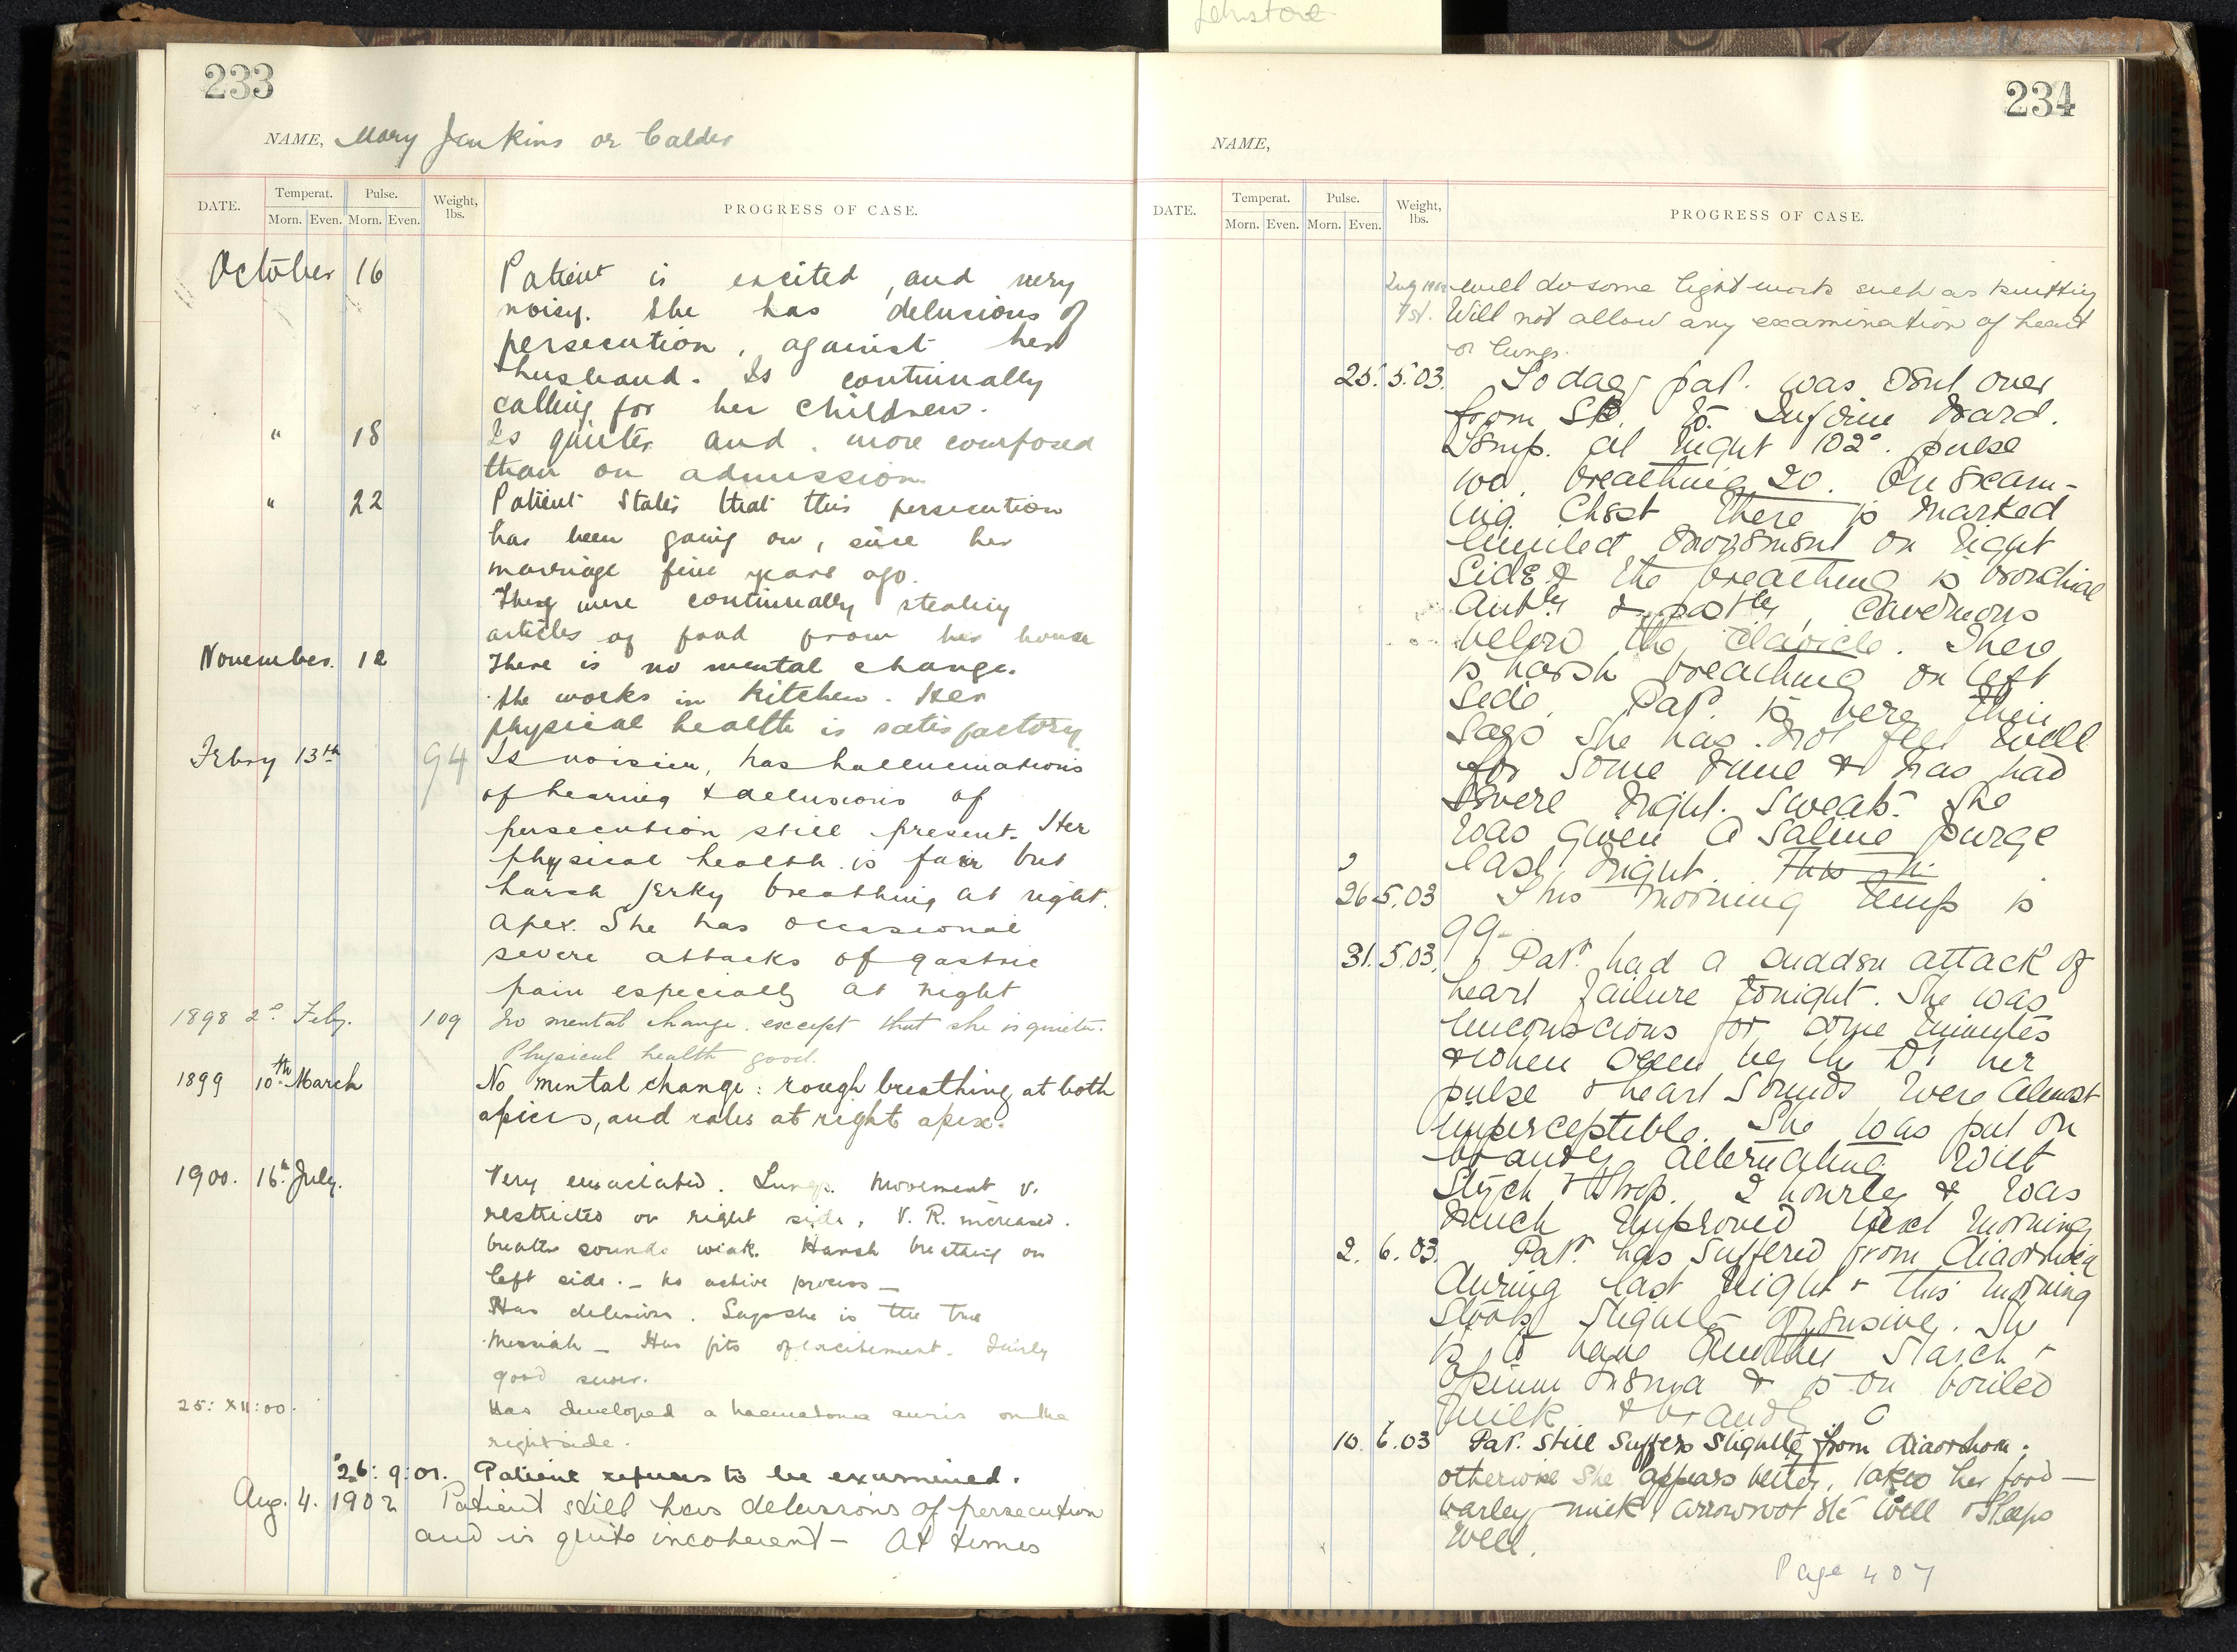 233
NAME, Mary Jenkins or Calder
DATE. Temperat. Pulse. Weight, lbs. PROGRESS OF CASE.
Morn. Even. Morn. Even.
October 16 Patient is excited, and very
noisy. She has delusions of
persecution, against her
husband. Is continually
calling for her children.
" 18 Is quieter and more composed
than on admission
" 22 Patient States that this persecution
has been going on, since her
marriage five years ago.
They were continually stealing
articles of food from her house
November. 12 There is no mental change.
She works in Kitchen. Her
physical health is satisfactory
Febry 13th 94 Is noisier, has hallucinations
of hearing & delusions of
persecution still present. Her
physical health is fair but
harsh jerky breathing at right
apex. She has occasional
severe attacks of gastric
pain especially at night
1898 2d Feby. 109 No mental change. except that she is quieter.
Physical health good.
1899 10th March No mental change: rough breathing at both
apices, and rales at right apex.
1900. 16th July. Very emaciated. Lungs. Movement v.
restricted on right side. V. R. increased.
breath sounds weak. Harsh breathing on
left side. - No active process -
Has delusions. Says she is the true
Messiah - Has fits of excitement. Fairly
good
25: XII: 00. Has developed a haematoma auris on the
right side.
26: 9: 01. Patient refuses to be examined.
Aug. 4. 1902 Patient still has delusions of persecution
and is quite incoherent - At times
234
NAME,
DATE. Temperat. Pulse. Weight, lbs. PROGRESS OF CASE.
Morn. Even. Morn. Even.
will do some light work such as knitting
Will not allow any examination of heart
or lungs.
25. 5. 03. Today pat. was sent over
from to Infirm Ward.
Temp. at night 102°. pulse
100. breathing 20. On exam-
ing Chest there is marked
limited movement on right
side & the breathing is bronchial
antly & postly, cavernous
below the clavicle. There
is harsh breathing on left
side. Pat. is very thin
Says she has not felt well
for some time & has had
severe night. sweats. She
was given a saline purge
last night. This
26 5. 03 This morning temp is
99-
31. 5. 03. Pat. had a sudden attack of
heart failure tonight. She was
unconscious for some minutes
& when seen by the Dr her
pulse & heart sounds were almost
imperceptible. She was put on
brandy alternating with
Strych & Strop. 2 hourly & was
much improved next morning
2. 6. 03. Pat. has suffered from diarrhoea
during last night & this morning
Stools slightly offensive. She
is to have another Starch &
Opium enema & is on boiled
milk & brandy.
10. 6. 03 Pat. still suffers slightly from diarrhoea.
otherwise she appears better, takes her food —
barley milk arrowroot etc well & sleeps
well.
Page 407